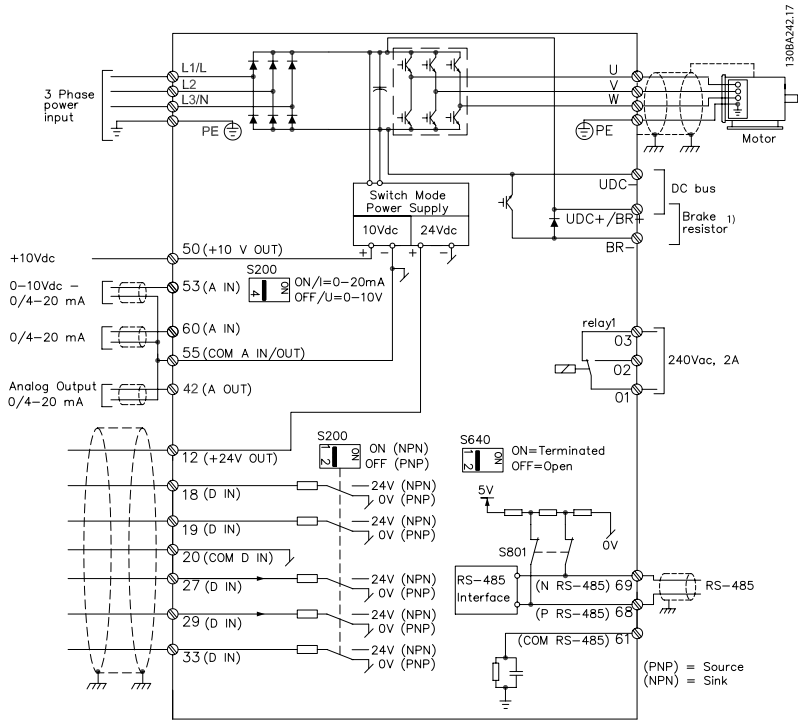 130BA242.17
3 Phase
power
input
L1/L
L2
L3/N
PE
U
V
W
PE
Motor
Switch Mode
Power Supply
10Vdc
24Vdc
+ − + −
UDC−
UDC+/BR+
BR−
DC bus
Brake 1)
resistor
+10Vdc
50 (+10 V OUT)
0−10Vdc −
0/4−20 mA
53 (A IN)
S200
4 ON
ON/I=0−20mA
OFF/U=0−10V
0/4−20 mA
60 (A IN)
55 (COM A IN/OUT)
Analog Output
0/4−20 mA
42 (A OUT)
relay1
03
02
01
240Vac, 2A
12 (+24V OUT)
S200
1 2 ON
ON (NPN)
OFF (PNP)
S640
1 2 ON
ON=Terminated
OFF=Open
18 (D IN)
24V (NPN)
0V (PNP)
19 (D IN)
24V (NPN)
0V (PNP)
20 (COM D IN)
27 (D IN)
24V (NPN)
0V (PNP)
29 (D IN)
24V (NPN)
0V (PNP)
33 (D IN)
24V (NPN)
0V (PNP)
5V
0V
S801
RS−485
Interface
(N RS−485) 69
(P RS−485) 68
(COM RS−485) 61
RS−485
(PNP) = Source
(NPN) = Sink